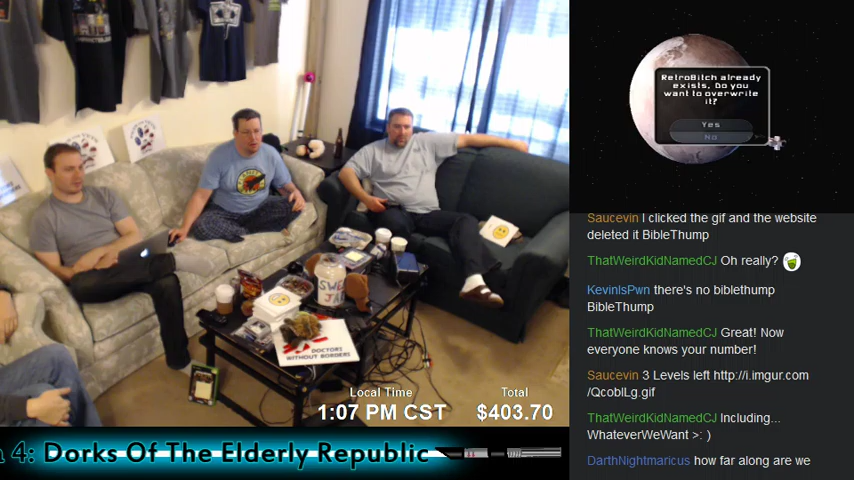 RetroBitch already
exists. Do you
want to overwrite
it?
Yes
No
Saucevin I clicked the gif and the website
deleted it BibleThump
ThatWeirdKidNamedCJ Oh really?
KevinIsPwn there's no biblethump
BibleThump
ThatWeirdKidNamedCJ Great! Now
everyone knows your number!
Saucevin 3 Levels left http://i.imgur.com
/QcoblLg.gif
ThatWeirdKidNamedCJ Including...
WhateverWeWant >: )
DarthNightmaricus how far along are we
SWEAR
JAR
DOCTORS
WITHOUT BORDERS
Local Time
1:07 PM CST
Total
$403.70
4: Dorks Of The Elderly Republic